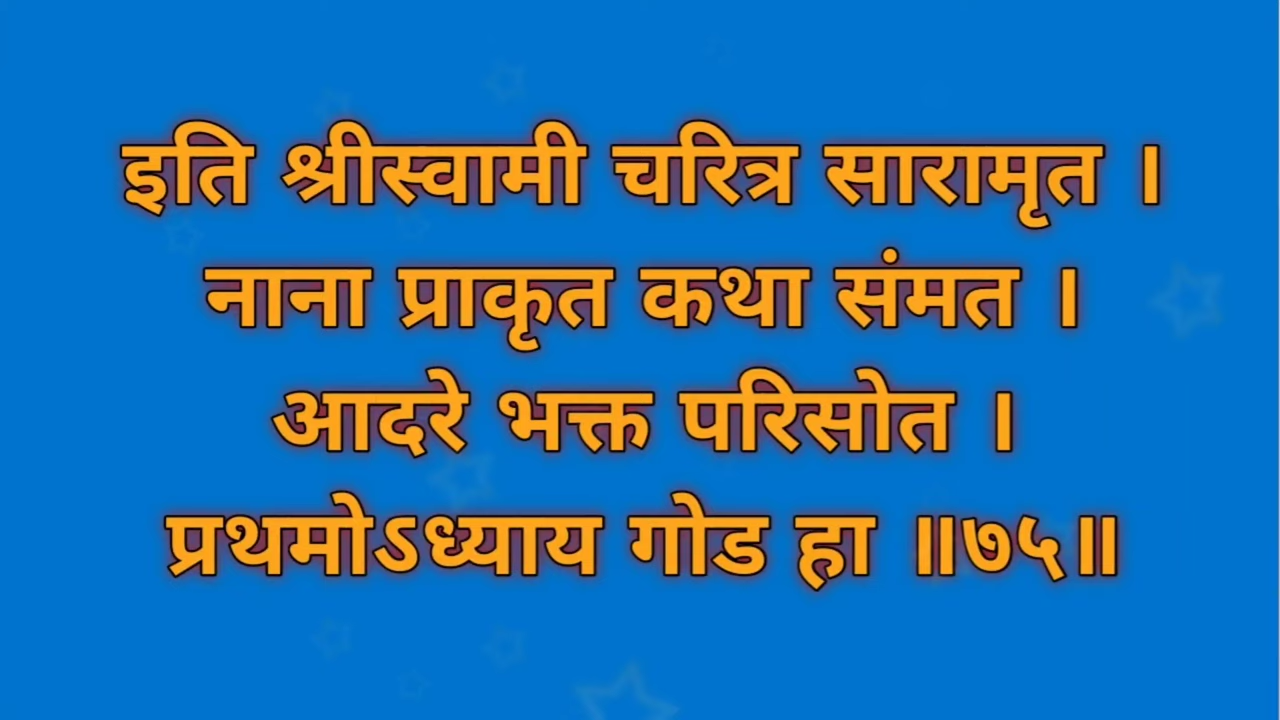 इति श्रीस्वामी चरित्र सारामृत ।
नाना प्राकृत कथा संमत ।
आदरे भक्त परिसोत ।
प्रथमोऽध्याय गोड हा ॥७५॥